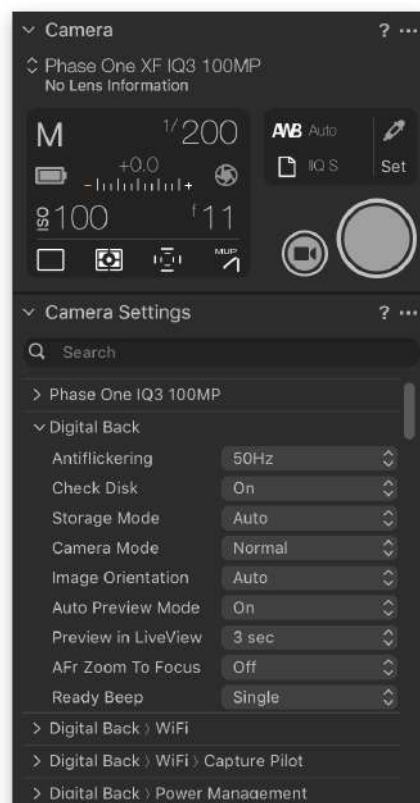 Camera ? ...
Phase One XF IQ3 100MP
No Lens Information
M 1/200
+0.0
- +
ISO 100 f 11
MUP
AWB Auto
IIQ S Set
Camera Settings ? ...
Search
> Phase One IQ3 100MP
Digital Back
Antiflickering 50Hz
Check Disk On
Storage Mode Auto
Camera Mode Normal
Image Orientation Auto
Auto Preview Mode On
Preview in LiveView 3 sec
AFr Zoom To Focus Off
Ready Beep Single
> Digital Back > WiFi
> Digital Back > WiFi > Capture Pilot
> Digital Back > Power Management